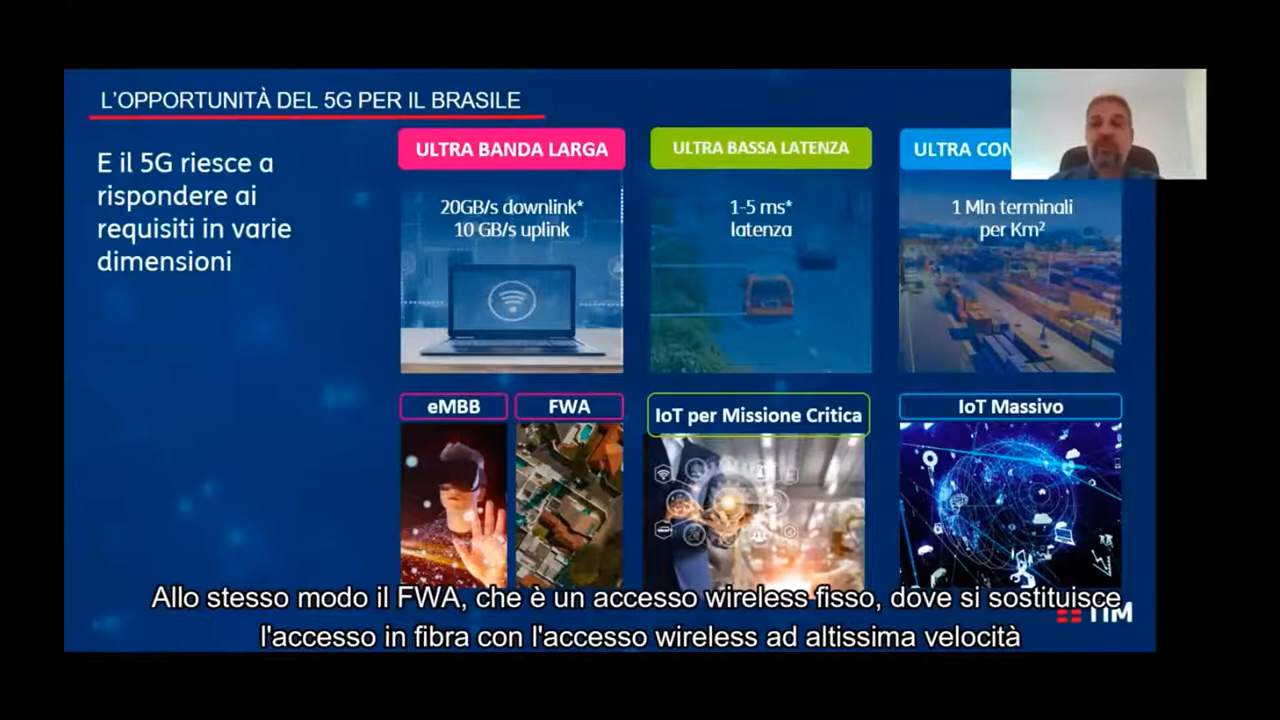 L'OPPORTUNITÀ DEL 5G PER IL BRASILE
E il 5G riesce a
rispondere ai
requisiti in varie
dimensioni
ULTRA BANDA LARGA
20GB/s downlink*
10 GB/s uplink
eMBB
FWA
ULTRA BASSA LATENZA
1-5 ms*
latenza
IoT per Missione Critica
ULTRA
1 Mln terminali
per Km²
IoT Massivo
TIM
Allo stesso modo il FWA, che è un accesso wireless fisso, dove si sostituisce
l'accesso in fibra con l'accesso wireless ad altissima velocità